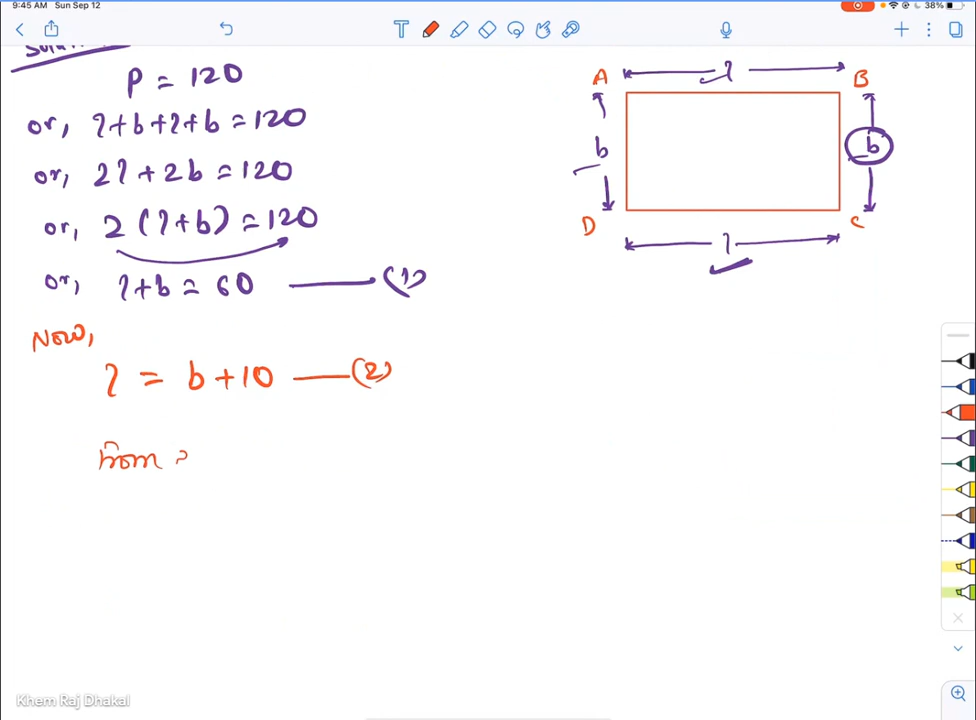 9:45 AM Sun Sep 12
38%
P = 120
or, l+b+l+b = 120
or, 2l + 2b = 120
or, 2 (l+b) = 120
or, l+b = 60 —— (1)
Now,
l = b+10 —— (2)
from
A l B
b b
D C
l
Khem Raj Dhakal